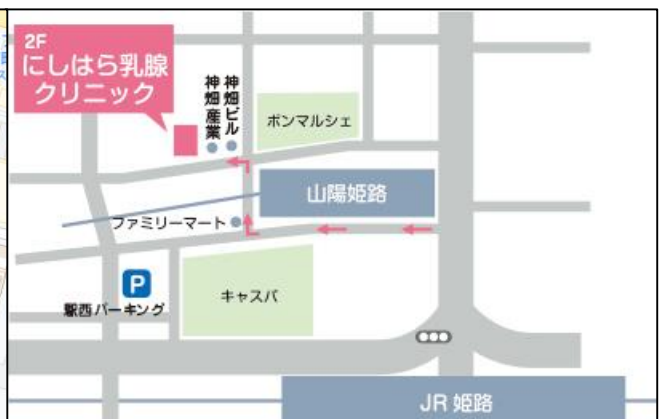 2F
にしはら乳腺
クリニック
神畑ビル
神畑産業
ボンマルシェ
山陽姫路
ファミリーマート
P
駅西パーキング
キャスパ
JR 姫路